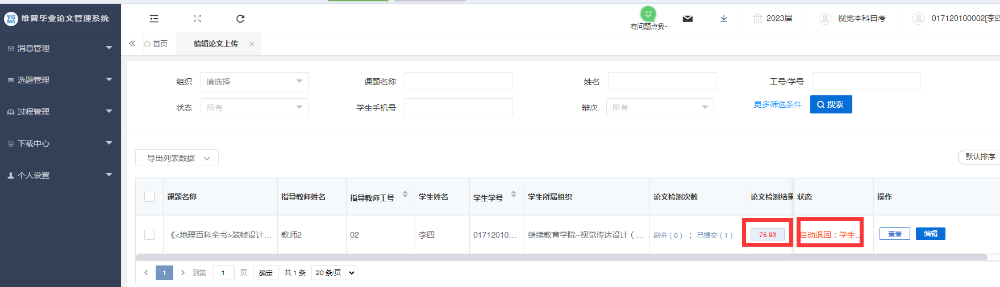 VG
MS
维普毕业论文管理系统
有问题点我~
2023届
视觉本科自考
017120100002[李四
消息管理
选题管理
过程管理
下载中心
个人设置
首页
编辑论文上传
组织
请选择
课题名称
姓名
工号/学号
状态
所有
学生手机号
辩次
所有
更多筛选条件
搜索
导出列表数据
默认排序
课题名称
指导教师姓名
指导教师工号
学生姓名
学生学号
学生所属组织
论文检测次数
论文检测结果
状态
操作
《<地理百科全书>装帧设计...
教师2
02
李四
01712010...
继续教育学院~视觉传达设计（...
剩余（0）；已提交（1）
75.93
自动退回：学生...
查看
编辑
1
到第
1
页
确定
共 1 条
20 条/页